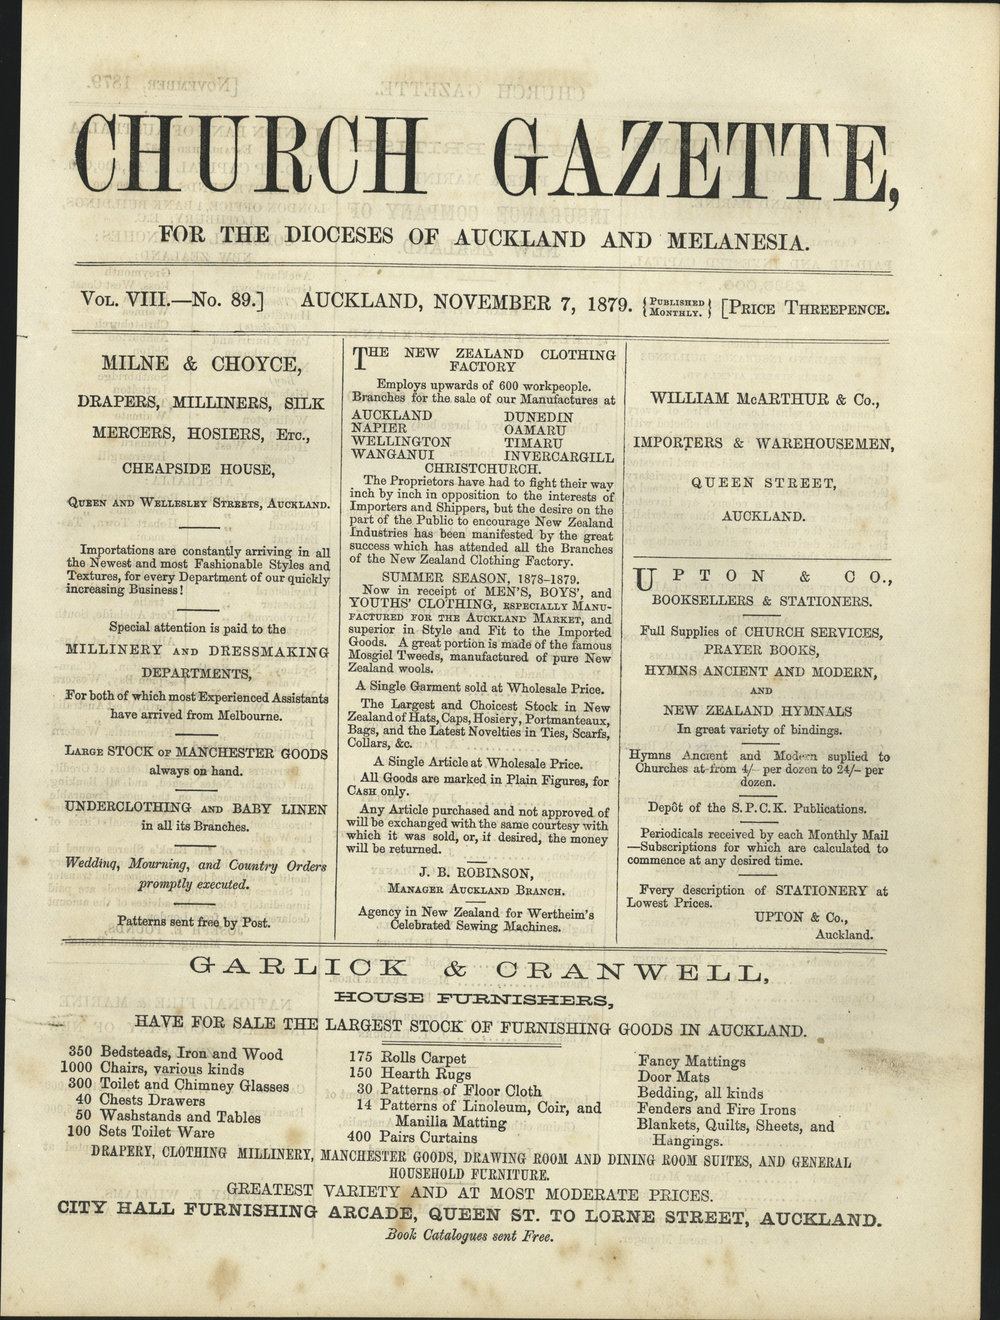 CHURCH GAZETTE,
FOR THE DIOCESES OF AUCKLAND AND MELANESIA.
VOL. VIII.—No. 89.] AUCKLAND, NOVEMBER 7, 1879. {PUBLISHED MONTHLY.} [PRICE THREEPENCE.
MILNE & CHOYCE,
DRAPERS, MILLINERS, SILK
MERCERS, HOSIERS, ETC.,
CHEAPSIDE HOUSE,
QUEEN AND WELLESLEY STREETS, AUCKLAND.
Importations are constantly arriving in all
the Newest and most Fashionable Styles and
Textures, for every Department of our quickly
increasing Business!
Special attention is paid to the
MILLINERY AND DRESSMAKING
DEPARTMENTS,
For both of which most Experienced Assistants
have arrived from Melbourne.
LARGE STOCK OF MANCHESTER GOODS
always on hand.
UNDERCLOTHING AND BABY LINEN
in all its Branches.
Wedding, Mourning, and Country Orders
promptly executed.
Patterns sent free by Post.
THE NEW ZEALAND CLOTHING
FACTORY
Employs upwards of 600 workpeople.
Branches for the sale of our Manufactures at
AUCKLAND DUNEDIN
NAPIER OAMARU
WELLINGTON TIMARU
WANGANUI INVERCARGILL
CHRISTCHURCH.
The Proprietors have had to fight their way
inch by inch in opposition to the interests of
Importers and Shippers, but the desire on the
part of the Public to encourage New Zealand
Industries has been manifested by the great
success which has attended all the Branches
of the New Zealand Clothing Factory.
SUMMER SEASON, 1878-1879.
Now in receipt of MEN'S, BOYS', and
YOUTHS' CLOTHING, ESPECIALLY MANU-
FACTURED FOR THE AUCKLAND MARKET, and
superior in Style and Fit to the Imported
Goods. A great portion is made of the famous
Mosgiel Tweeds, manufactured of pure New
Zealand wools.
A Single Garment sold at Wholesale Price.
The Largest and Choicest Stock in New
Zealand of Hats, Caps, Hosiery, Portmanteaux,
Bags, and the Latest Novelties in Ties, Scarfs,
Collars, &c.
A Single Article at Wholesale Price.
All Goods are marked in Plain Figures, for
CASH only.
Any Article purchased and not approved of
will be exchanged with the same courtesy with
which it was sold, or, if desired, the money
will be returned.
J. B. ROBINSON,
MANAGER AUCKLAND BRANCH.
Agency in New Zealand for Wertheim's
Celebrated Sewing Machines.
WILLIAM McARTHUR & Co.,
IMPORTERS & WAREHOUSEMEN,
QUEEN STREET,
AUCKLAND.
UPTON & CO.,
BOOKSELLERS & STATIONERS.
Full Supplies of CHURCH SERVICES,
PRAYER BOOKS,
HYMNS ANCIENT AND MODERN,
AND
NEW ZEALAND HYMNALS
In great variety of bindings.
Hymns Ancient and Modern suplied to
Churches at from 4/- per dozen to 24/- per
dozen.
Depôt of the S.P.C.K. Publications.
Periodicals received by each Monthly Mail
—Subscriptions for which are calculated to
commence at any desired time.
Fvery description of STATIONERY at
Lowest Prices.
UPTON & Co.,
Auckland.
GARLICK & CRANWELL,
HOUSE FURNISHERS,
HAVE FOR SALE THE LARGEST STOCK OF FURNISHING GOODS IN AUCKLAND.
350 Bedsteads, Iron and Wood
1000 Chairs, various kinds
300 Toilet and Chimney Glasses
40 Chests Drawers
50 Washstands and Tables
100 Sets Toilet Ware
175 Rolls Carpet
150 Hearth Rugs
30 Patterns of Floor Cloth
14 Patterns of Linoleum, Coir, and
Manilla Matting
400 Pairs Curtains
Fancy Mattings
Door Mats
Bedding, all kinds
Fenders and Fire Irons
Blankets, Quilts, Sheets, and
Hangings.
DRAPERY, CLOTHING MILLINERY, MANCHESTER GOODS, DRAWING ROOM AND DINING ROOM SUITES, AND GENERAL
HOUSEHOLD FURNITURE.
GREATEST VARIETY AND AT MOST MODERATE PRICES.
CITY HALL FURNISHING ARCADE, QUEEN ST. TO LORNE STREET, AUCKLAND.
Book Catalogues sent Free.